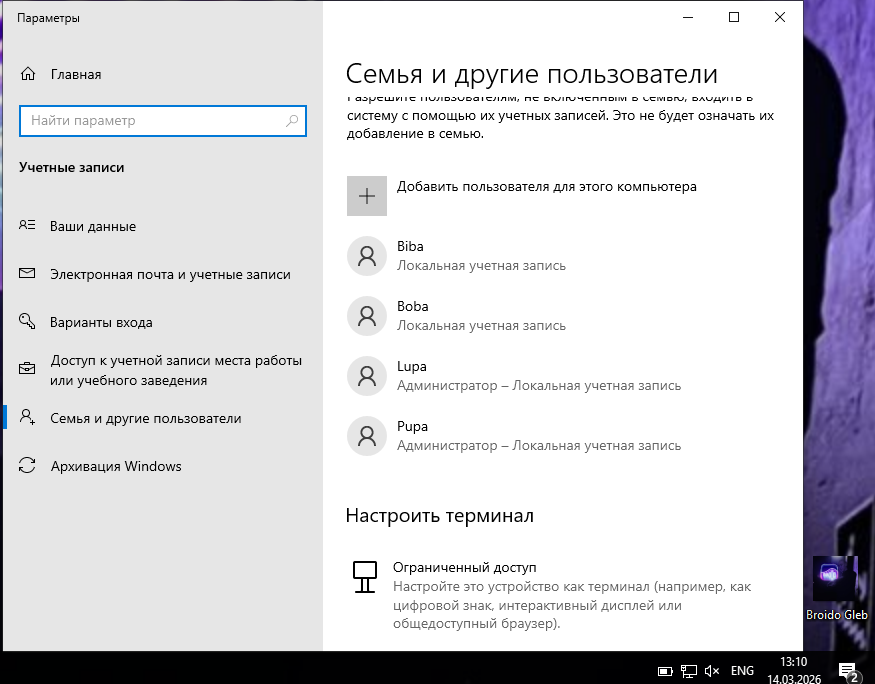 Параметры
Главная
Найти параметр
Учетные записи
Ваши данные
Электронная почта и учетные записи
Варианты входа
Доступ к учетной записи места работы
или учебного заведения
Семья и другие пользователи
Архивация Windows
Семья и другие пользователи
Разрешите пользователям, не включенным в семью, входить в
систему с помощью их учетных записей. Это не будет означать их
добавление в семью.
Добавить пользователя для этого компьютера
Biba
Локальная учетная запись
Boba
Локальная учетная запись
Lupa
Администратор – Локальная учетная запись
Pupa
Администратор – Локальная учетная запись
Настроить терминал
Ограниченный доступ
Настройте это устройство как терминал (например, как
цифровой знак, интерактивный дисплей или
общедоступный браузер).
Broido Gleb
ENG
13:10
14.03.2026
2